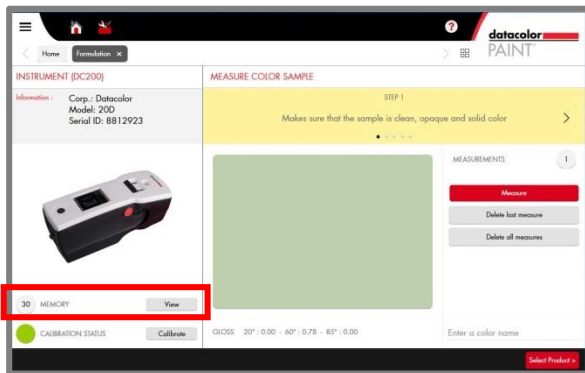 ?
datacolor
PAINT
Home
Formulation ×
INSTRUMENT (DC200)
MEASURE COLOR SAMPLE
Information :
Corp.: Datacolor
Model: 20D
Serial ID: 8812923
STEP 1
Makes sure that the sample is clean, opaque and solid color
MEASUREMENTS
1
Measure
Delete last measure
Delete all measures
30
MEMORY
View
CALIBRATION STATUS
Calibrate
GLOSS 20° : 0.00 - 60° : 0.78 - 85° : 0.00
Enter a color name
Select Product >